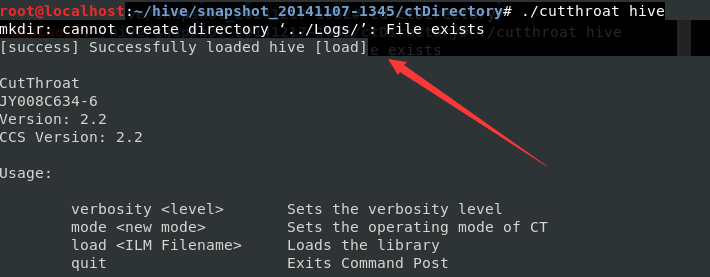 root@localhost:~/hive/snapshot_20141107-1345/ctDirectory# ./cutthroat hive
mkdir: cannot create directory ‘../Logs/’: File exists
[success] Successfully loaded hive [load]
CutThroat
JY008C634-6
Version: 2.2
CCS Version: 2.2
Usage:
verbosity <level> Sets the verbosity level
mode <new mode> Sets the operating mode of CT
load <ILM Filename> Loads the library
quit Exits Command Post